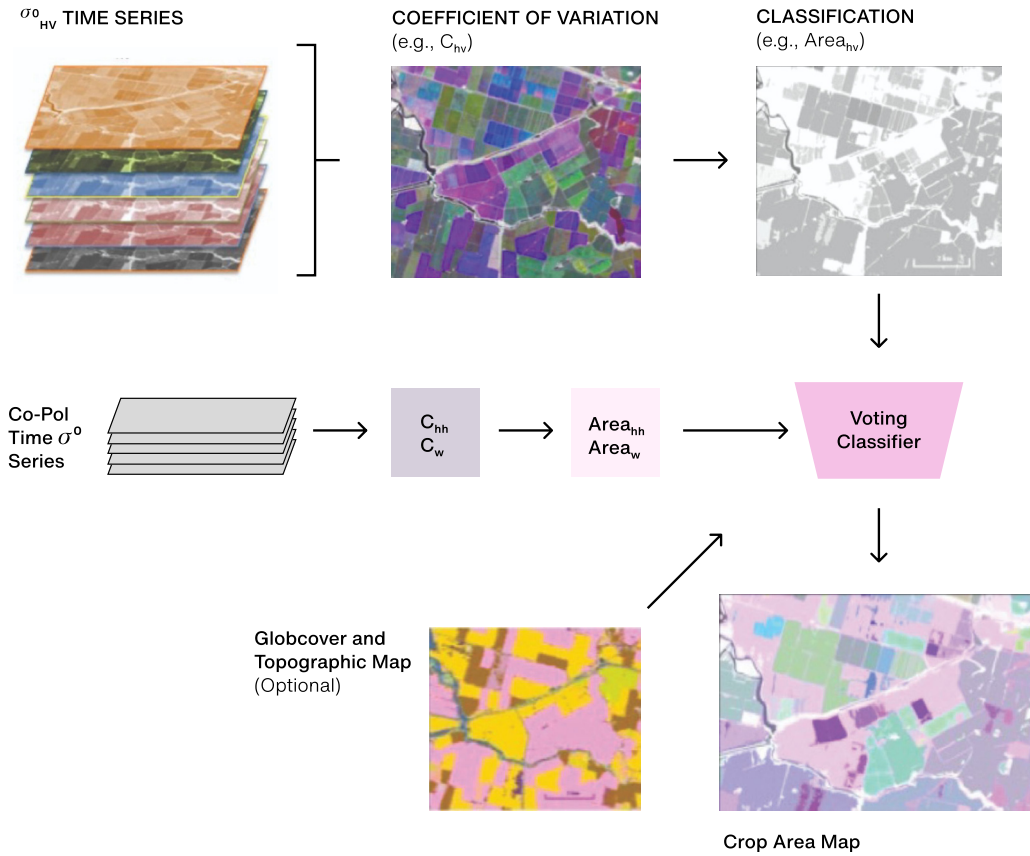 σ⁰HV TIME SERIES
COEFFICIENT OF VARIATION
(e.g., Chv)
CLASSIFICATION
(e.g., Areahv)
Co-Pol
Time σ⁰
Series
Chh
Cw
Areahh
Areaw
Voting
Classifier
Globcover and
Topographic Map
(Optional)
Crop Area Map